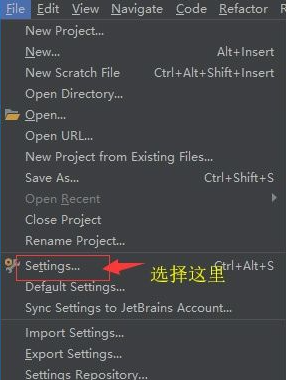 File Edit View Navigate Code Refactor
New Project...
New... Alt+Insert
New Scratch File Ctrl+Alt+Shift+Insert
Open Directory...
Open...
Open URL...
New Project from Existing Files...
Save As... Ctrl+Shift+S
Open Recent
Close Project
Rename Project...
Settings... 选择这里 Ctrl+Alt+S
Default Settings...
Sync Settings to JetBrains Account...
Import Settings...
Export Settings...
Settings Repository...